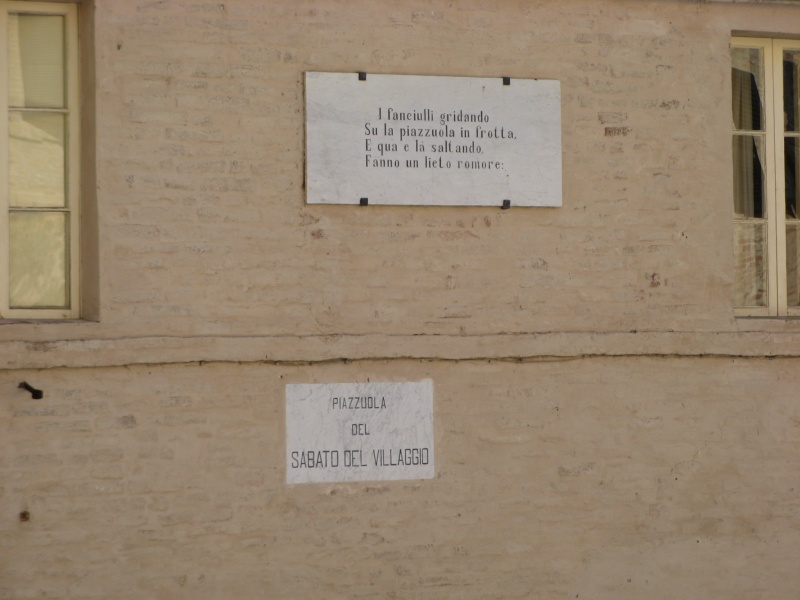 I fanciulli gridando
Su la piazzuola in frotta,
E qua e là saltando,
Fanno un lieto romore:
PIAZZUOLA
DEL
SABATO DEL VILLAGGIO